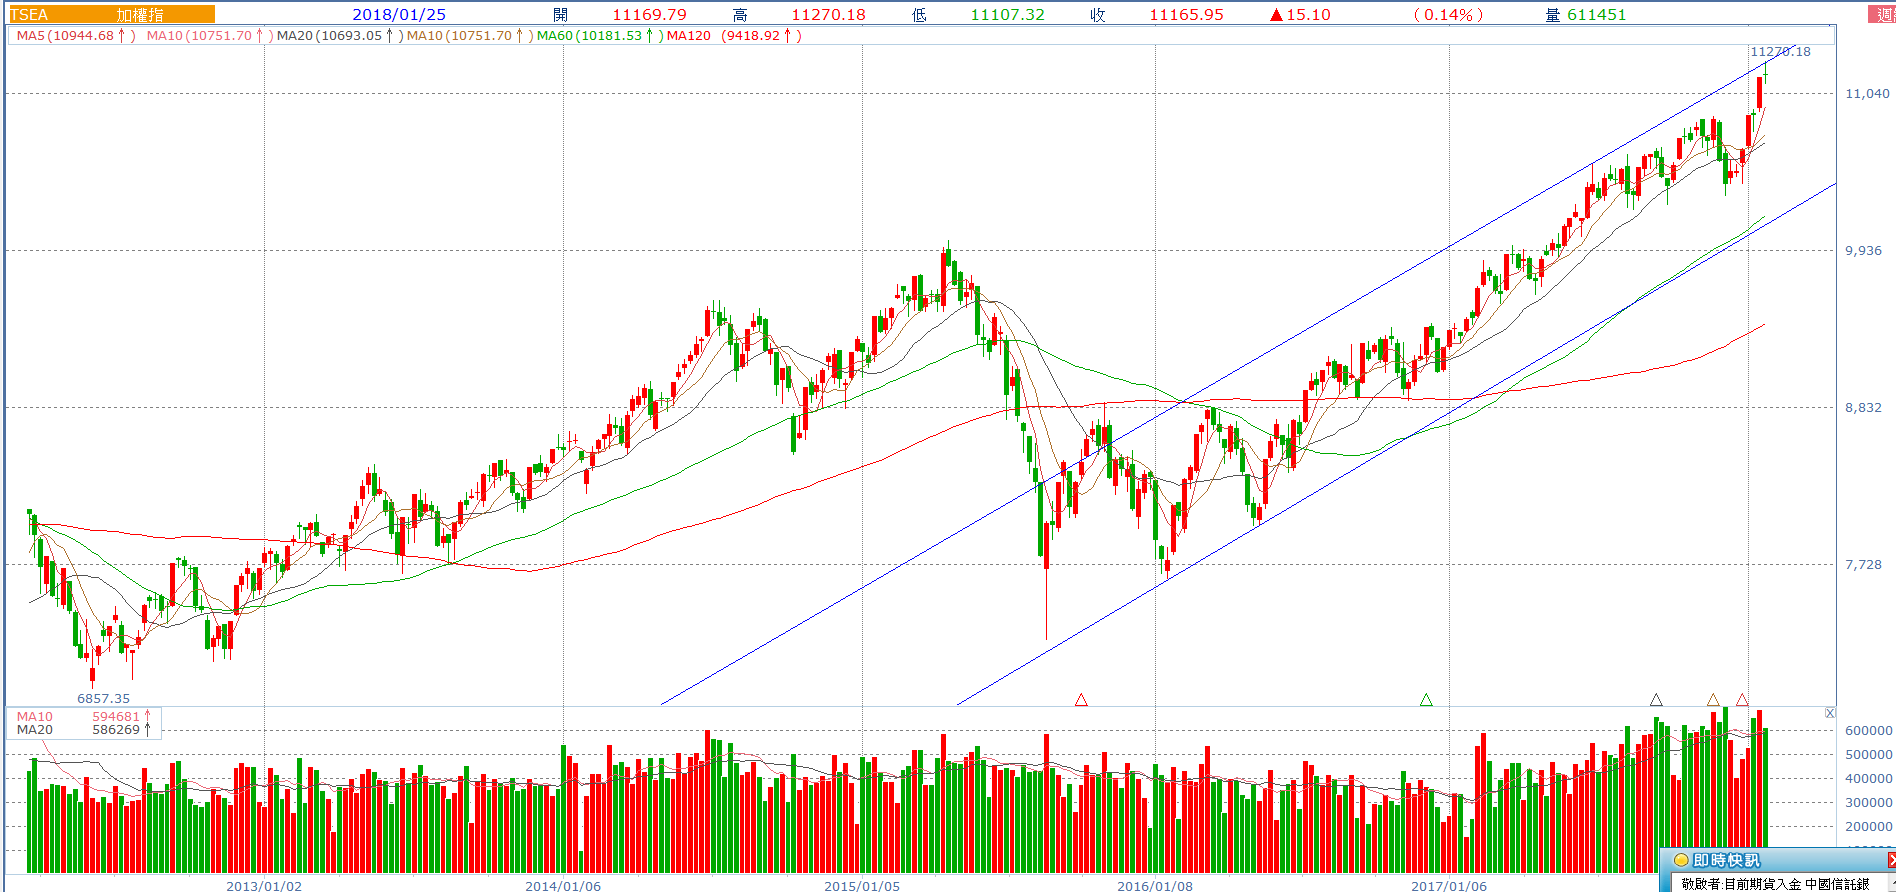 TSEA 加權指 2018/01/25 開 11169.79 高 11270.18 低 11107.32 收 11165.95 ▲15.10 (0.14%) 量 611451
MA5(10944.68↑) MA10(10751.70↑) MA20(10693.05↑) MA10(10751.70↑) MA60(10181.53↑) MA120 (9418.92↑)
11270.18
11,040
9,936
8,832
7,728
6857.35
MA10 594681↑
MA20 586269↑
X
600000
500000
400000
300000
200000
2013/01/02 2014/01/06 2015/01/05 2016/01/08 2017/01/06
即時快訊
敬啟者:目前期貨入金 中國信託銀